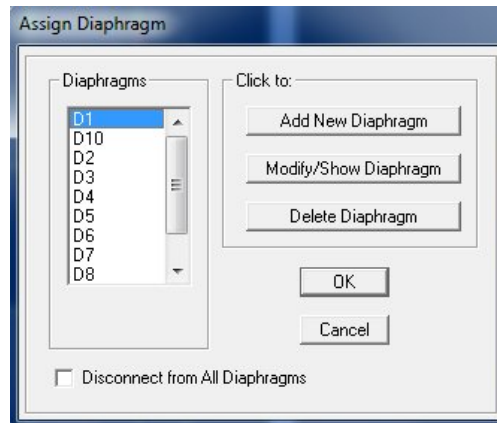 Assign Diaphragm
Diaphragms
D1
D10
D2
D3
D4
D5
D6
D7
D8
Click to:
Add New Diaphragm
Modify/Show Diaphragm
Delete Diaphragm
OK
Cancel
Disconnect from All Diaphragms